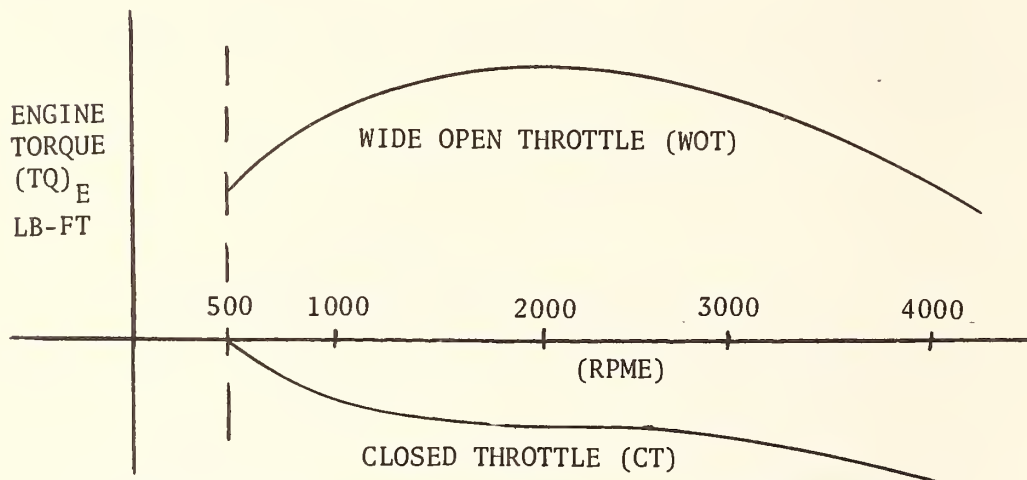 ENGINE
TORQUE
(TQ)E
LB-FT
WIDE OPEN THROTTLE (WOT)
500 1000 2000 3000 4000
(RPME)
CLOSED THROTTLE (CT)